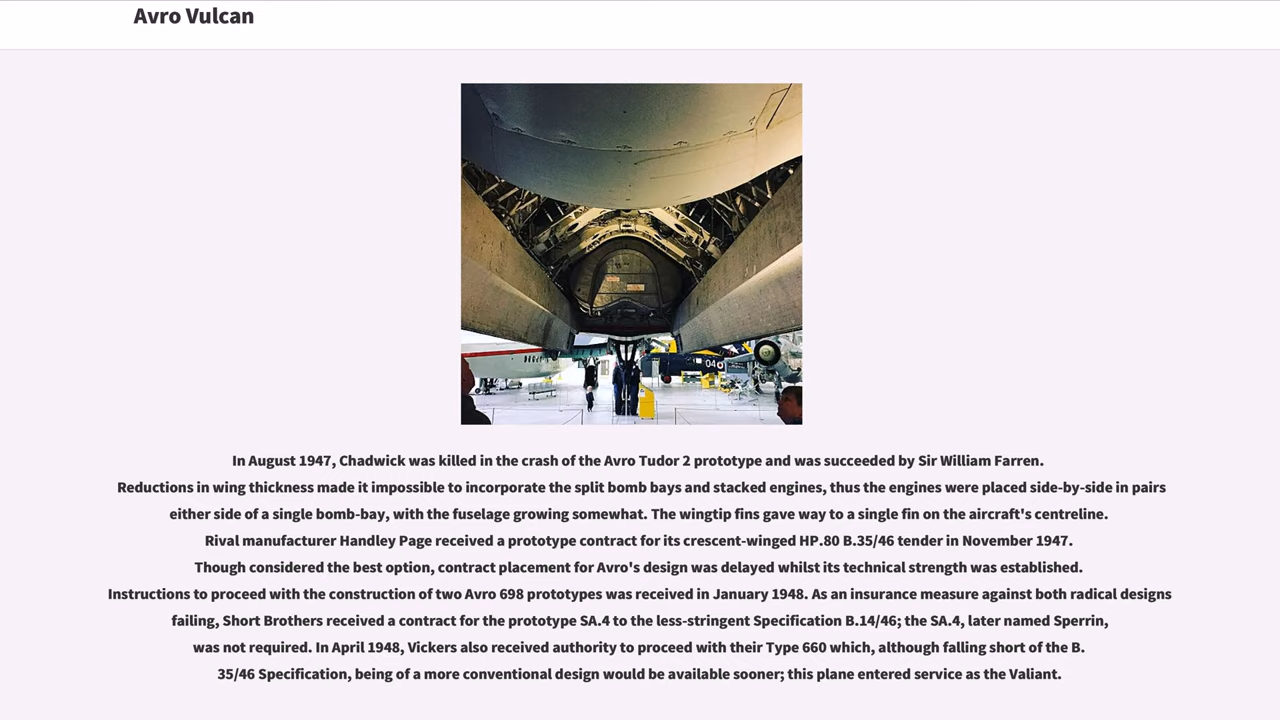 Avro Vulcan
04
In August 1947, Chadwick was killed in the crash of the Avro Tudor 2 prototype and was succeeded by Sir William Farren.
Reductions in wing thickness made it impossible to incorporate the split bomb bays and stacked engines, thus the engines were placed side-by-side in pairs
either side of a single bomb-bay, with the fuselage growing somewhat. The wingtip fins gave way to a single fin on the aircraft's centreline.
Rival manufacturer Handley Page received a prototype contract for its crescent-winged HP.80 B.35/46 tender in November 1947.
Though considered the best option, contract placement for Avro's design was delayed whilst its technical strength was established.
Instructions to proceed with the construction of two Avro 698 prototypes was received in January 1948. As an insurance measure against both radical designs
failing, Short Brothers received a contract for the prototype SA.4 to the less-stringent Specification B.14/46; the SA.4, later named Sperrin,
was not required. In April 1948, Vickers also received authority to proceed with their Type 660 which, although falling short of the B.
35/46 Specification, being of a more conventional design would be available sooner; this plane entered service as the Valiant.